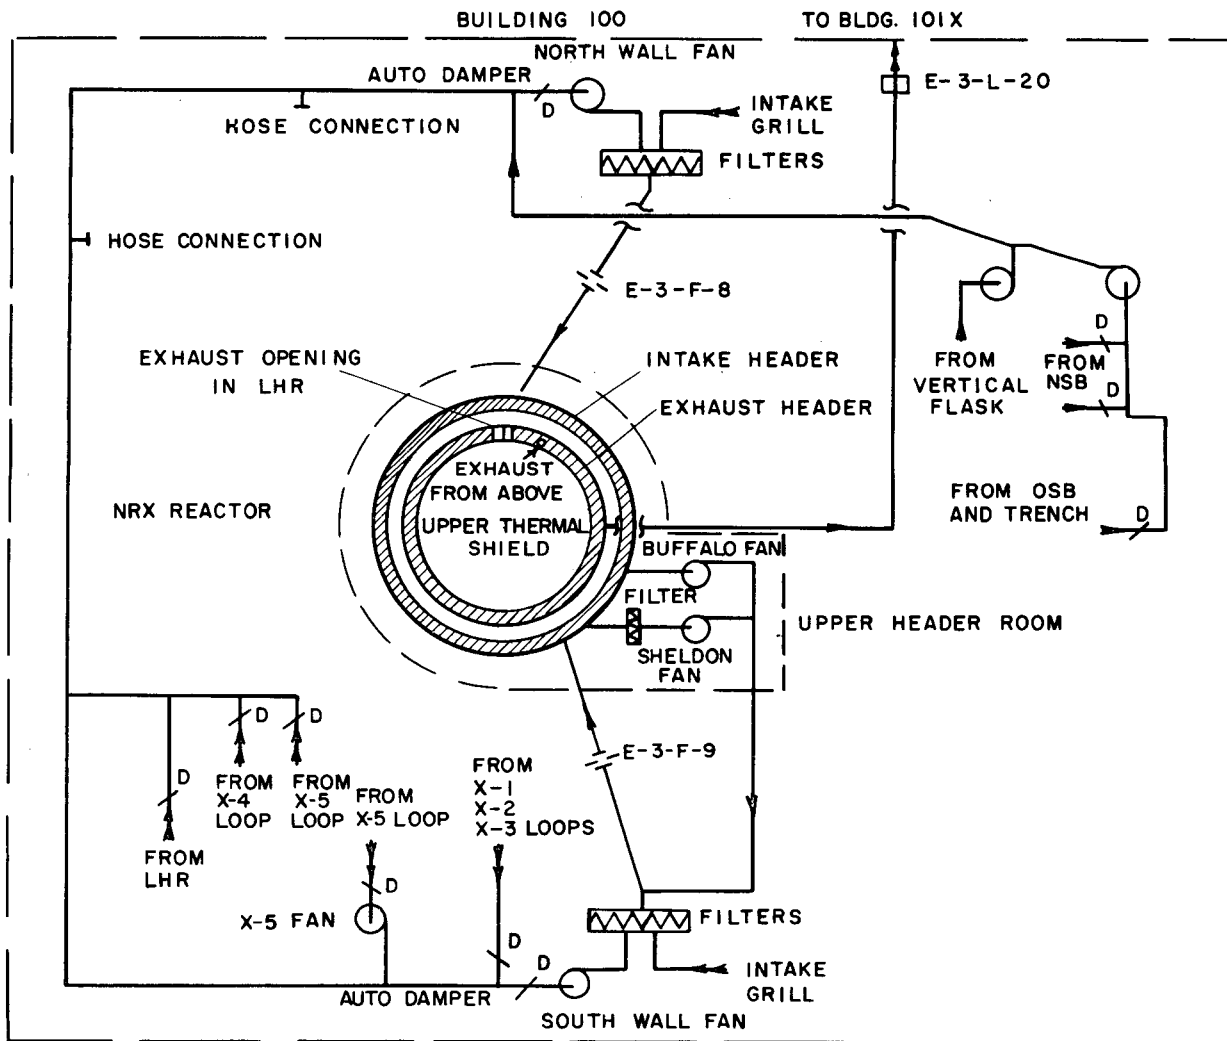 BUILDING 100
TO BLDG. 101X
NORTH WALL FAN
AUTO DAMPER
E-3-L-20
D
INTAKE
GRILL
HOSE CONNECTION
FILTERS
HOSE CONNECTION
E-3-F-8
D
EXHAUST OPENING
IN LHR
INTAKE HEADER
FROM
VERTICAL
FLASK
FROM
NSB
D
EXHAUST HEADER
EXHAUST
FROM ABOVE
UPPER THERMAL
SHIELD
NRX REACTOR
FROM OSB
AND TRENCH
D
BUFFALO FAN
FILTER
UPPER HEADER ROOM
SHELDON
FAN
D
D
D
E-3-F-9
FROM
X-4
LOOP
FROM
X-5
LOOP
FROM
X-5 LOOP
FROM
X-1
X-2
X-3 LOOPS
FROM
LHR
D
X-5 FAN
FILTERS
D
D
INTAKE
GRILL
AUTO DAMPER
SOUTH WALL FAN